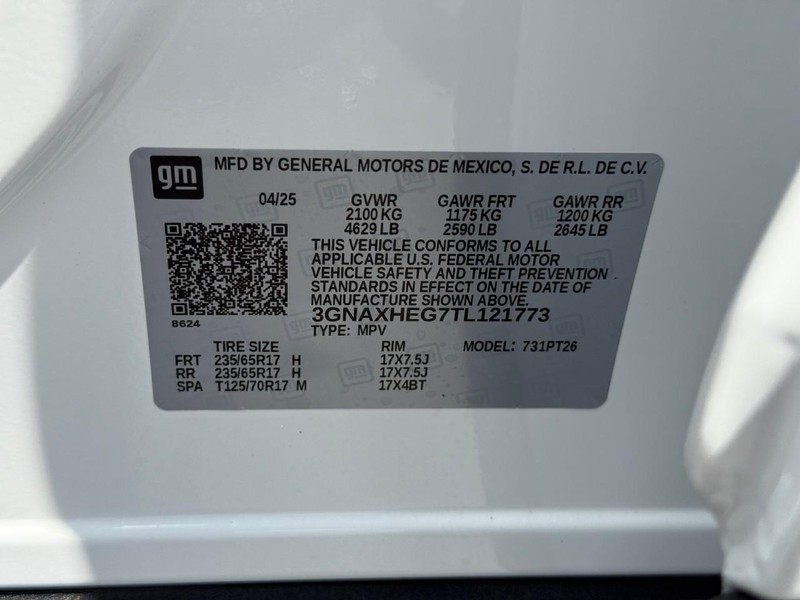 gm MFD BY GENERAL MOTORS DE MEXICO, S. DE R.L. DE C.V.
04/25 GVWR GAWR FRT GAWR RR
2100 KG 1175 KG 1200 KG
4629 LB 2590 LB 2645 LB
THIS VEHICLE CONFORMS TO ALL
APPLICABLE U.S. FEDERAL MOTOR
VEHICLE SAFETY AND THEFT PREVENTION
STANDARDS IN EFFECT ON THE DATE OF
MANUFACTURE SHOWN ABOVE.
3GNAXHEG7TL121773
8624 TYPE: MPV
TIRE SIZE RIM MODEL: 731PT26
FRT 235/65R17 H 17X7.5J
RR 235/65R17 H 17X7.5J
SPA T125/70R17 M 17X4BT